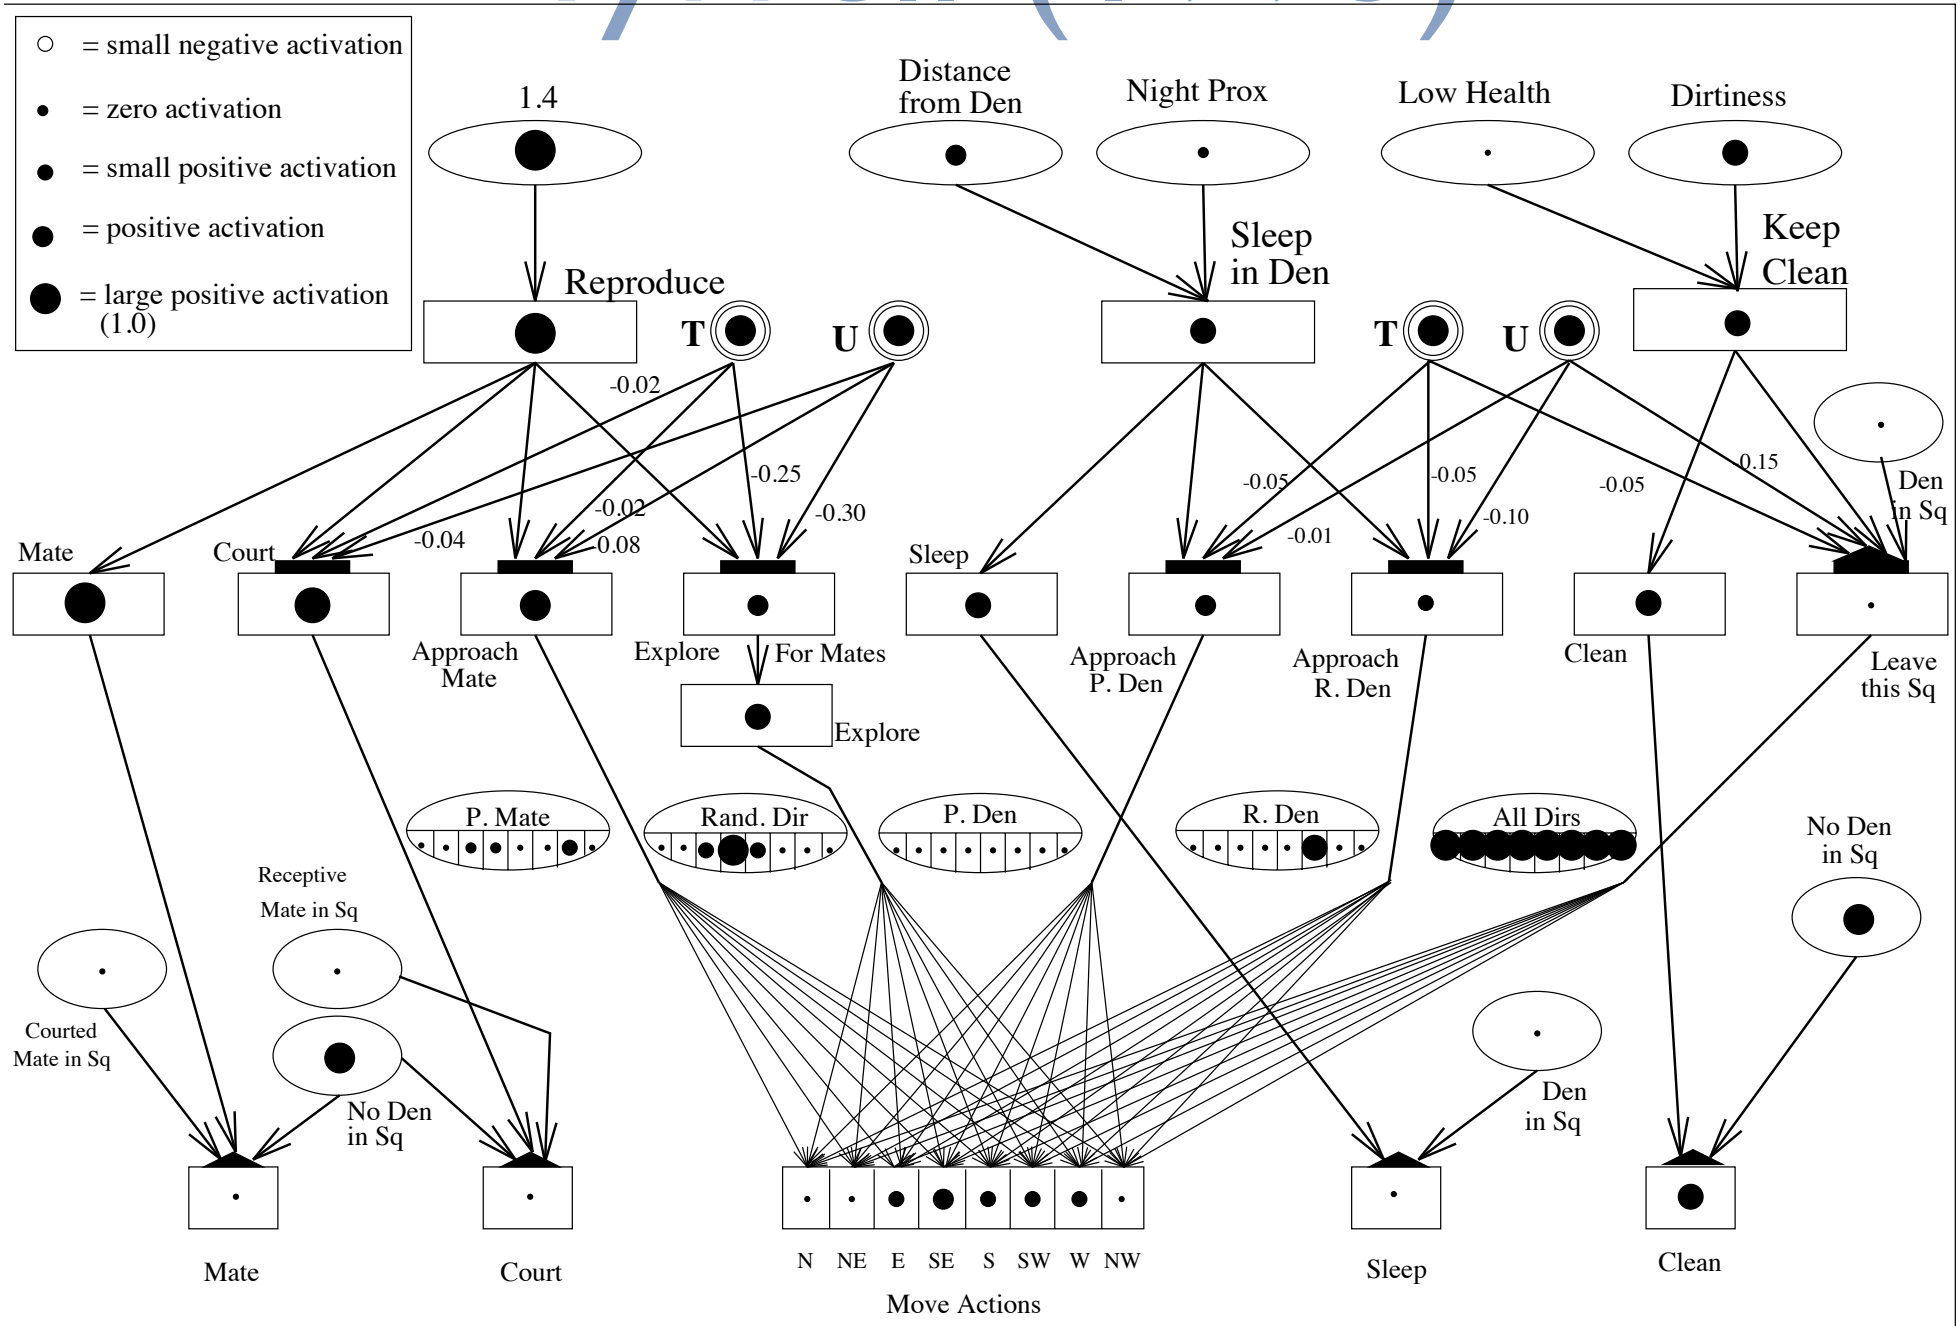 = small negative activation
= zero activation
= small positive activation
= positive activation
= large positive activation
(1.0)
1.4
Distance
from Den
Night Prox
Low Health
Dirtiness
Reproduce
Sleep
in Den
Keep
Clean
T
U
T
U
-0.02
-0.25
-0.02
-0.30
-0.04
-0.08
-0.05
-0.05
-0.01
-0.10
-0.05
-0.15
Den
in Sq
Mate
Court
Approach
Mate
Explore
For Mates
Explore
Sleep
Approach
P. Den
Approach
R. Den
Clean
Leave
this Sq
P. Mate
Rand. Dir
P. Den
R. Den
All Dirs
No Den
in Sq
Receptive
Mate in Sq
Courted
Mate in Sq
No Den
in Sq
Den
in Sq
N NE E SE S SW W NW
Mate
Court
Move Actions
Sleep
Clean